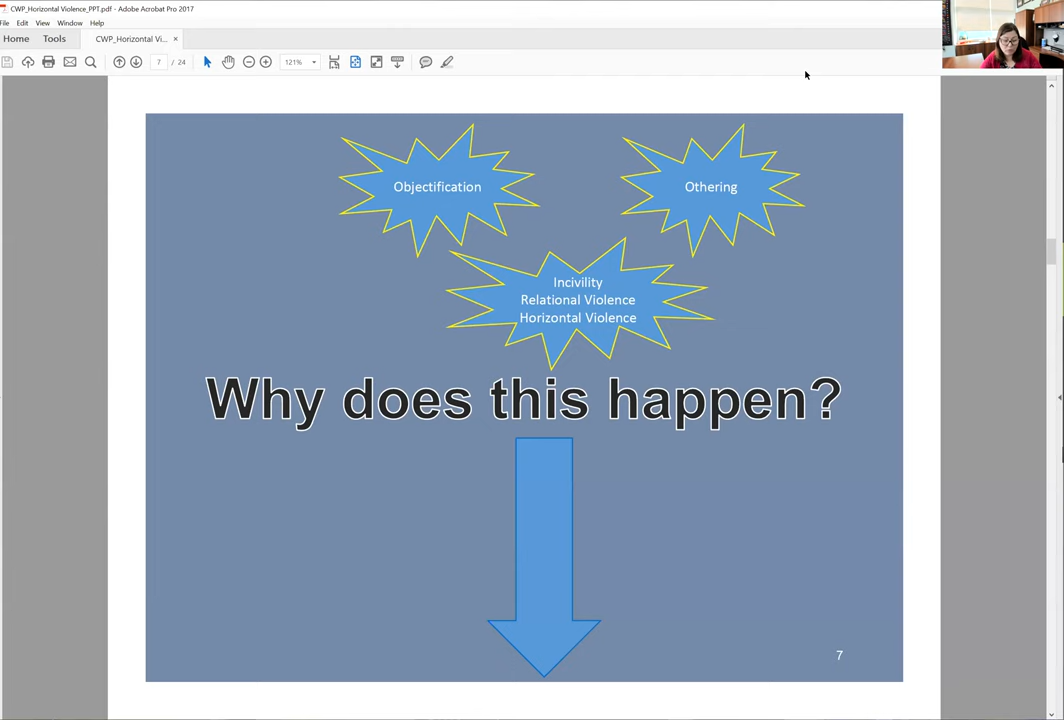 CWP_Horizontal Violence_PPT.pdf - Adobe Acrobat Pro 2017
File Edit View Window Help
Home Tools CWP_Horizontal Vi... ×
7 / 24 121%
Objectification
Othering
Incivility
Relational Violence
Horizontal Violence
Why does this happen?
7